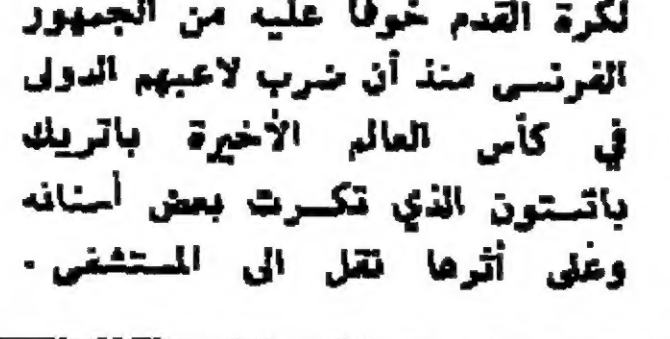 لكرة القدم خوفا عليه من الجمهور
الفرنسي منذ أن ضرب لاعبهم الدولى
في كأس العالم الأخيرة باتريك
باتستون الذي تكسرت بعض أسنانه
وعلى أثرها نقل الى المستشفى .